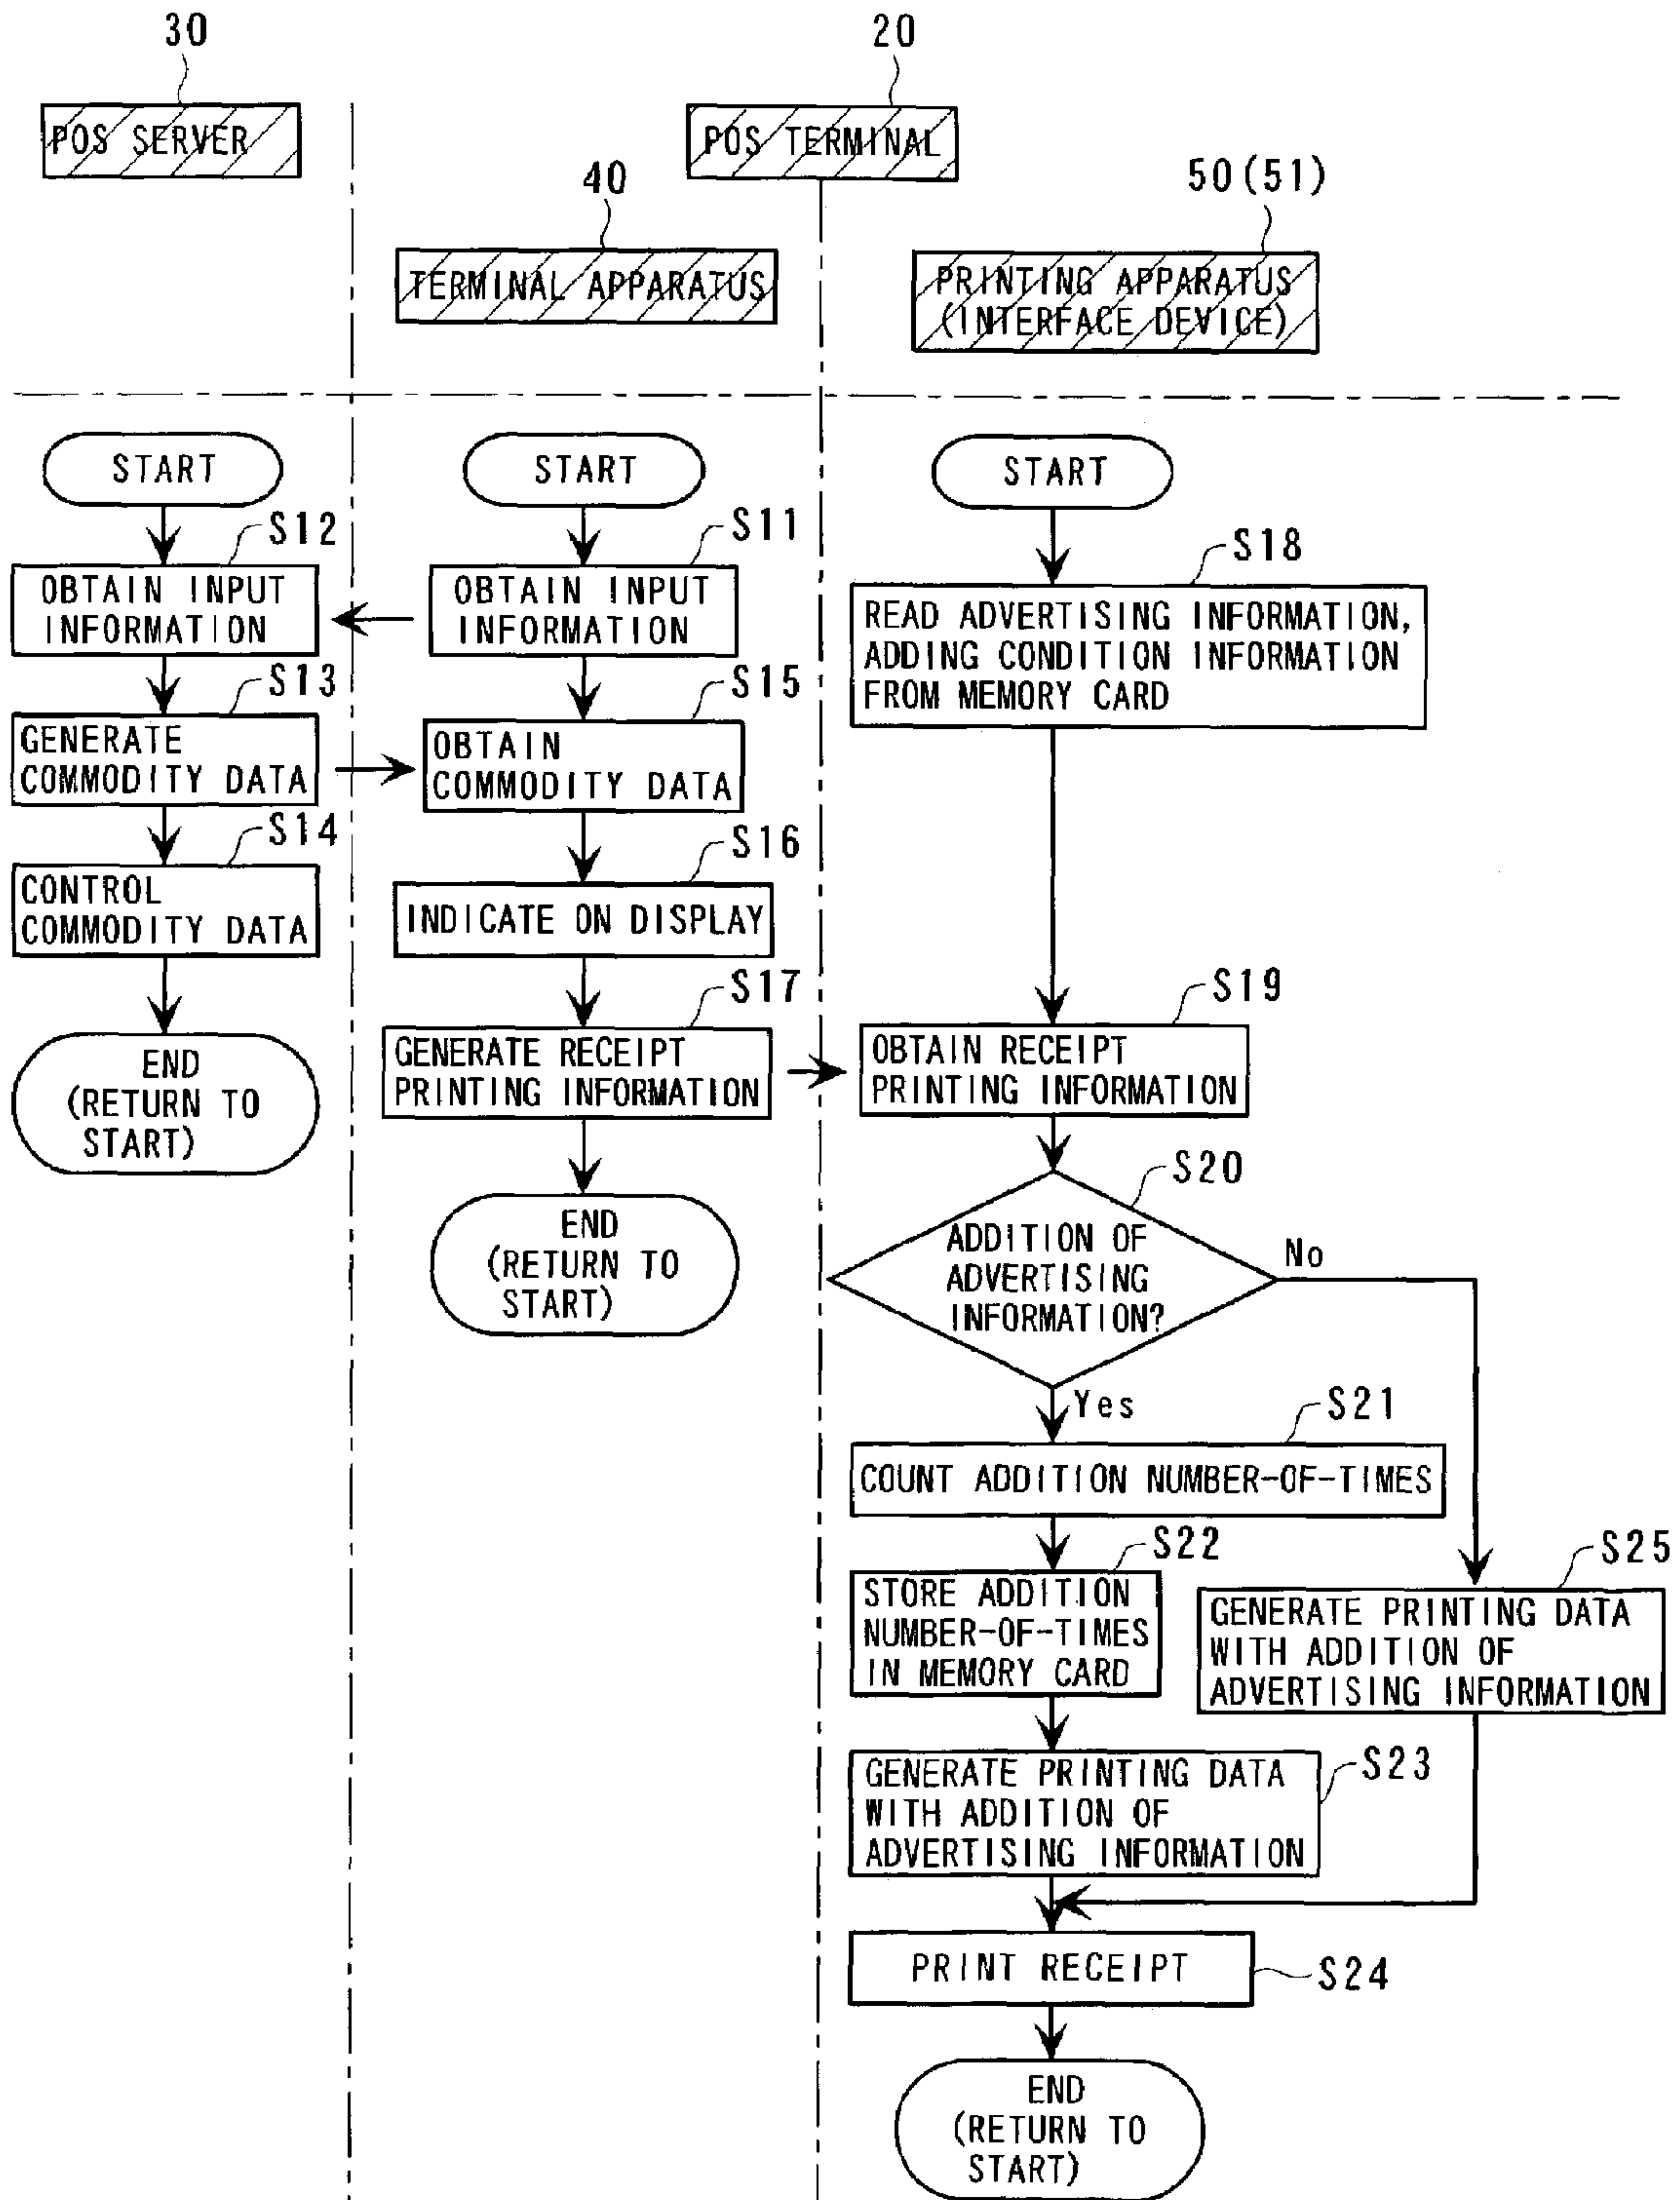 30
POS SERVER
20
POS TERMINAL
40
TERMINAL APPARATUS
50(51)
PRINTING APPARATUS
(INTERFACE DEVICE)
START
S12
OBTAIN INPUT
INFORMATION
S13
GENERATE
COMMODITY DATA
S14
CONTROL
COMMODITY DATA
END
(RETURN TO
START)
START
S11
OBTAIN INPUT
INFORMATION
S15
OBTAIN
COMMODITY DATA
S16
INDICATE ON DISPLAY
S17
GENERATE RECEIPT
PRINTING INFORMATION
END
(RETURN TO
START)
START
S18
READ ADVERTISING INFORMATION,
ADDING CONDITION INFORMATION
FROM MEMORY CARD
S19
OBTAIN RECEIPT
PRINTING INFORMATION
S20
ADDITION OF
ADVERTISING
INFORMATION?
No
Yes
S21
COUNT ADDITION NUMBER-OF-TIMES
S22
STORE ADDITION
NUMBER-OF-TIMES
IN MEMORY CARD
S25
GENERATE PRINTING DATA
WITH ADDITION OF
ADVERTISING INFORMATION
S23
GENERATE PRINTING DATA
WITH ADDITION OF
ADVERTISING INFORMATION
PRINT RECEIPT
S24
END
(RETURN TO
START)